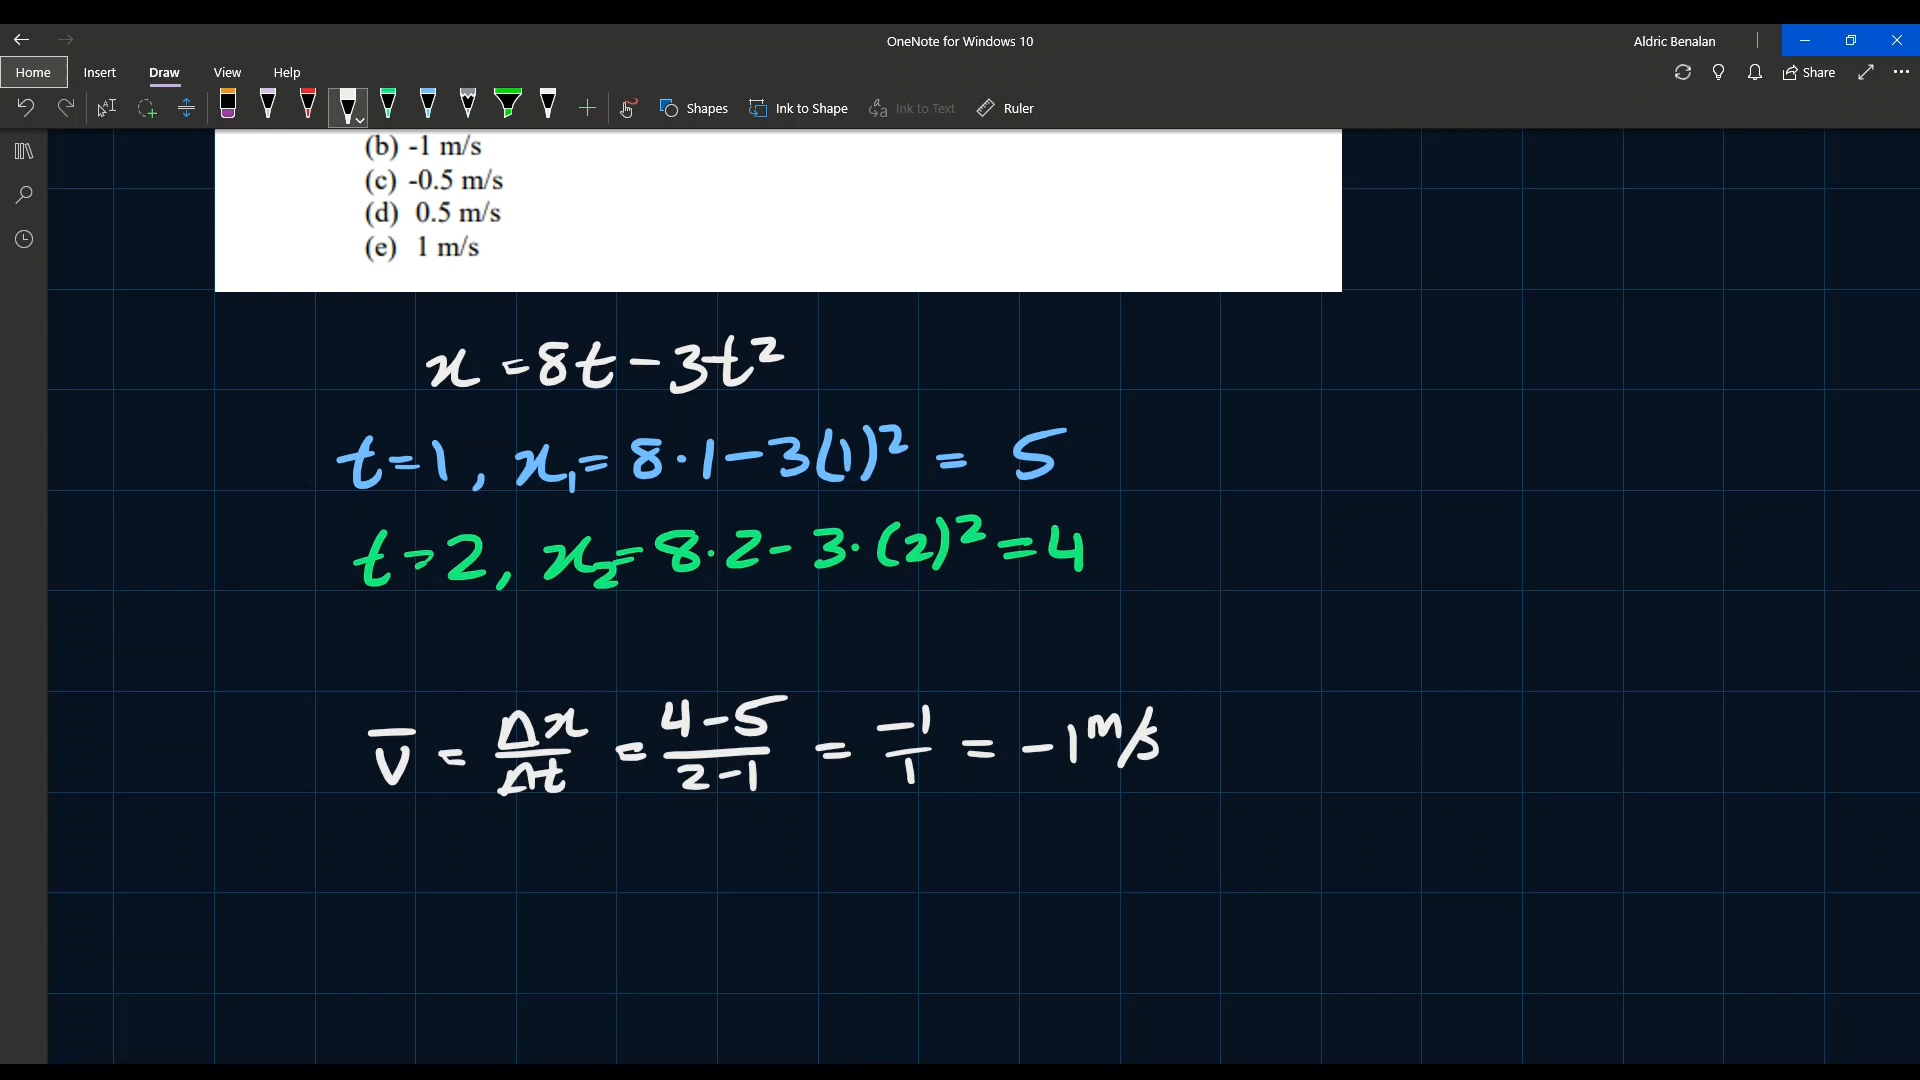 OneNote for Windows 10
Aldric Benalan
Home Insert Draw View Help
Share
Shapes Ink to Shape Ink to Text Ruler
(b) -1 m/s
(c) -0.5 m/s
(d) 0.5 m/s
(e) 1 m/s
x = 8t - 3t²
t = 1, x₁ = 8·1 - 3(1)² = 5
t = 2, x₂ = 8·2 - 3·(2)² = 4
v̅ = Δx/Δt = (4-5)/(2-1) = -1/1 = -1 m/s